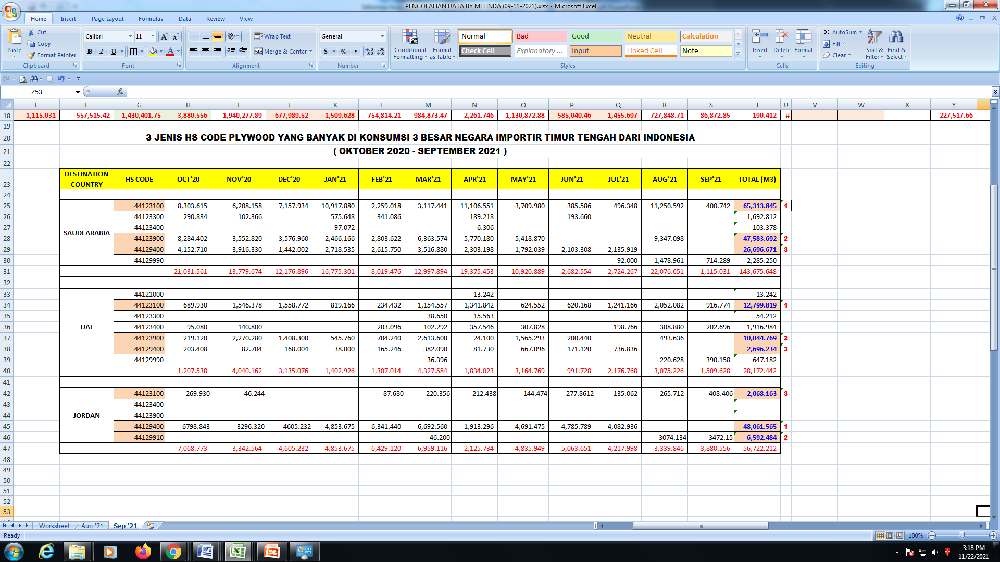 PENGOLAHAN DATA BY MELINDA (09-11-2021).xlsx - Microsoft Excel
Home Insert Page Layout Formulas Data Review View
Paste Cut Copy Format Painter Clipboard
Calibri 11 B I U Font
Wrap Text Merge & Center Alignment
General $ % , Number
Conditional Formatting Format as Table
Normal Bad Good Neutral Calculation
Check Cell Explanatory ... Input Linked Cell Note
Styles
Insert Delete Format Cells
Σ AutoSum Fill Clear Sort & Filter Find & Select Editing
Z53 fx
E F G H I J K L M N O P Q R S T U V W X Y
18 1,115.031 557,515.42 1,430,401.75 3,880.556 1,940,277.89 677,989.52 1,509.628 754,814.21 984,873.47 2,261.746 1,130,872.88 585,040.46 1,455.697 727,848.71 86,872.85 190.412 # - - - 227,517.66
19
20 3 JENIS HS CODE PLYWOOD YANG BANYAK DI KONSUMSI 3 BESAR NEGARA IMPORTIR TIMUR TENGAH DARI INDONESIA
21 ( OKTOBER 2020 - SEPTEMBER 2021 )
22
23 DESTINATION COUNTRY HS CODE OCT'20 NOV'20 DEC'20 JAN'21 FEB'21 MAR'21 APR'21 MAY'21 JUN'21 JUL'21 AUG'21 SEP'21 TOTAL (M3)
24
25 44123100 8,303.615 6,208.158 7,157.934 10,917.880 2,259.018 3,117.441 11,106.551 3,709.980 385.586 496.348 11,250.592 400.742 65,313.845 1
26 44123300 290.834 102.366 575.648 341.086 189.218 193.660 1,692.812
27 44123400 97.072 6.306 103.378
SAUDI ARABIA
28 44123900 8,284.402 3,552.820 3,576.960 2,466.166 2,803.622 6,363.574 5,770.180 5,418.870 9,347.098 47,583.692 2
29 44129400 4,152.710 3,916.330 1,442.002 2,718.535 2,615.750 3,516.880 2,303.198 1,792.039 2,103.308 2,135.919 26,696.671 3
30 44129990 92.000 1,478.961 714.289 2,285.250
31 21,031.561 13,779.674 12,176.896 16,775.301 8,019.476 12,997.894 19,375.453 10,920.889 2,682.554 2,724.267 22,076.651 1,115.031 143,675.648
32
33 44121000 13.242 13.242
34 44123100 689.930 1,546.378 1,558.772 819.166 234.432 1,154.557 1,341.842 624.552 620.168 1,241.166 2,052.082 916.774 12,799.819 1
35 44123300 38.650 15.563 54.212
36 UAE 44123400 95.080 140.800 203.096 102.292 357.546 307.828 198.766 308.880 202.696 1,916.984
37 44123900 219.120 2,270.280 1,408.300 545.760 704.240 2,613.600 24.100 1,565.293 200.440 493.636 10,044.769 2
38 44129400 203.408 82.704 168.004 38.000 165.246 382.090 81.730 667.096 171.120 736.836 2,696.234 3
39 44129990 36.396 220.628 390.158 647.182
40 1,207.538 4,040.162 3,135.076 1,402.926 1,307.014 4,327.584 1,834.023 3,164.769 991.728 2,176.768 3,075.226 1,509.628 28,172.442
41
42 44123100 269.930 46.244 87.680 220.356 212.438 144.474 277.8612 135.062 265.712 408.406 2,068.163 3
43 44123400 -
44 JORDAN 44123900 -
45 44129400 6798.843 3296.320 4605.232 4,853.675 6,341.440 6,692.560 1,913.296 4,691.475 4,785.789 4,082.936 48,061.565 1
46 44129910 46.200 3074.134 3472.15 6,592.484 2
47 7,068.773 3,342.564 4,605.232 4,853.675 6,429.120 6,959.116 2,125.734 4,835.949 5,063.651 4,217.998 3,339.846 3,880.556 56,722.212
48
49
50
51
52
53
Worksheet Aug '21 Sep '21
Ready 100%
3:18 PM
11/22/2021